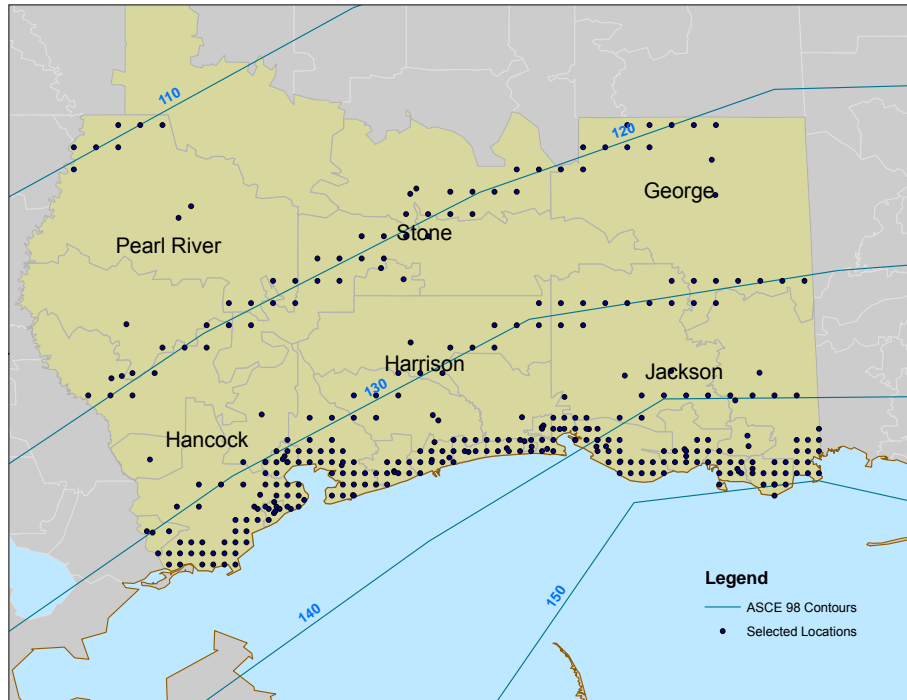 110
120
George
Stone
Pearl River
Harrison
Jackson
130
Hancock
Legend
ASCE 98 Contours
Selected Locations
150
140